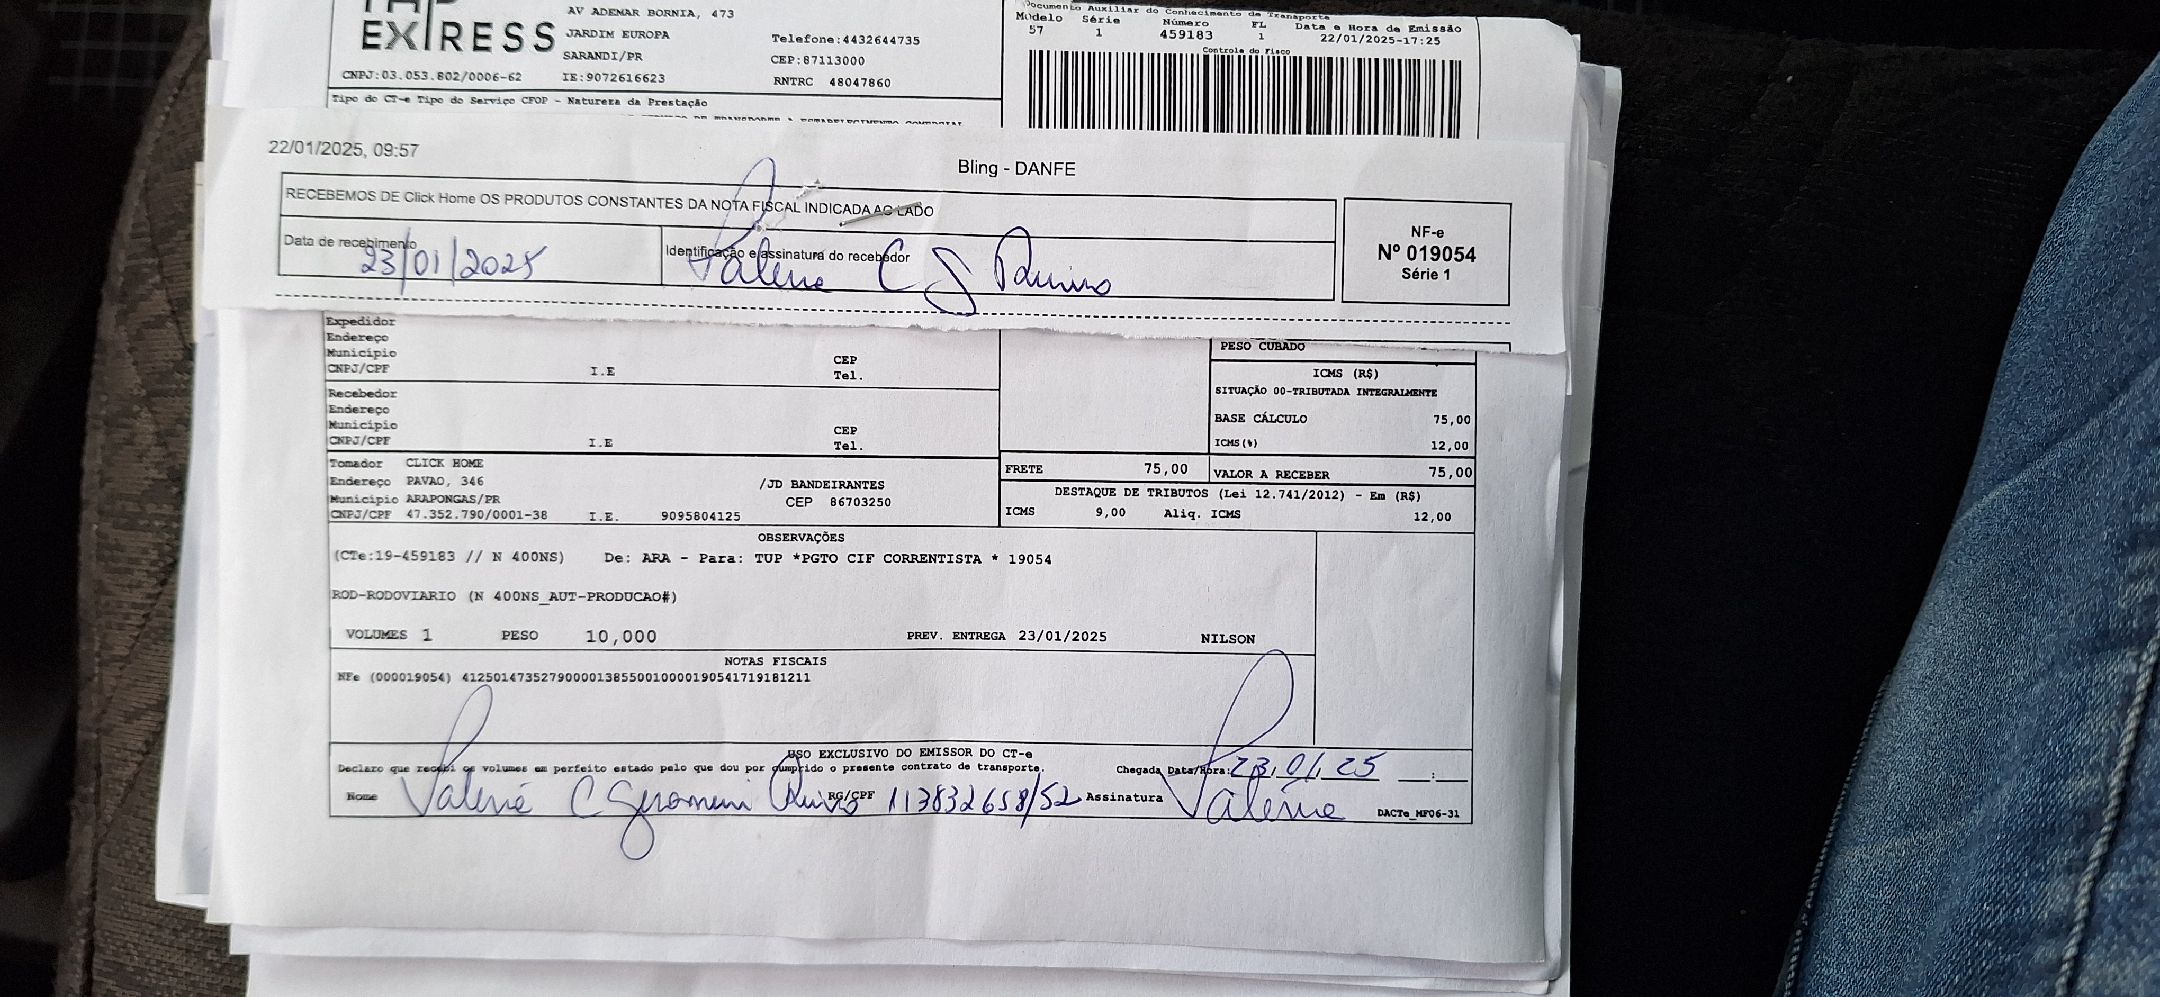 EXPRESS
AV ADEMAR BORNIA, 473
JARDIM EUROPA
SARANDI/PR
Telefone:4432644735
CEP:87113000
CNPJ:03.053.802/0006-62 IE:9072616623 RNTRC 48047860
Tipo do CT-e Tipo do Serviço CFOP - Natureza da Prestação
Documento Auxiliar do Conhecimento de Transporte
Modelo Série Número FL Data e Hora de Emissão
57 1 459183 1 22/01/2025-17:25
Controle do Fisco
22/01/2025, 09:57
Bling - DANFE
RECEBEMOS DE Click Home OS PRODUTOS CONSTANTES DA NOTA FISCAL INDICADA AO LADO
Data de recebimento
23/01/2025
Identificação e assinatura do recebedor
NF-e
Nº 019054
Série 1
Expedidor
Endereço
Município CEP
CNPJ/CPF I.E Tel.
Recebedor
Endereço
Município CEP
CNPJ/CPF I.E Tel.
PESO CUBADO
ICMS (R$)
SITUAÇÃO 00-TRIBUTADA INTEGRALMENTE
BASE CÁLCULO 75,00
ICMS(%) 12,00
Tomador CLICK HOME
Endereço PAVAO, 346 /JD BANDEIRANTES
Município ARAPONGAS/PR CEP 86703250
CNPJ/CPF 47.352.790/0001-38 I.E. 9095804125
FRETE 75,00 VALOR A RECEBER 75,00
DESTAQUE DE TRIBUTOS (Lei 12.741/2012) - Em (R$)
ICMS 9,00 Aliq. ICMS 12,00
OBSERVAÇÕES
(CTe:19-459183 // N 400NS) De: ARA - Para: TUP *PGTO CIF CORRENTISTA * 19054
ROD-RODOVIARIO (N 400NS_AUT-PRODUCAO#)
VOLUMES 1 PESO 10,000 PREV. ENTREGA 23/01/2025 NILSON
NOTAS FISCAIS
NFe (000019054) 41250147352790000138550010000190541719181211
USO EXCLUSIVO DO EMISSOR DO CT-e
Declaro que recebi os volumes em perfeito estado pelo que dou por cumprido o presente contrato de transporte.
Chegada Data/Hora: 23/01/25 __:__
Nome Valérie C RG/CPF 113832658/52 Assinatura Valérie
DACTe_MF06-31